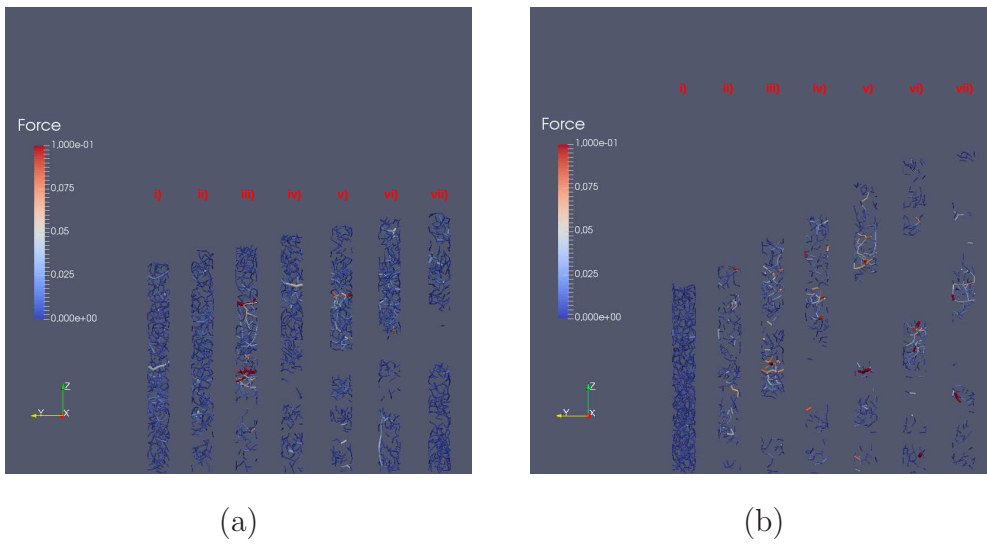 i) ii) iii) iv) v) vi) vii)
Force
1,000e-01
0,075
0,05
0,025
0,000e+00
Z
Y
X
(a)
i) ii) iii) iv) v) vi) vii)
Force
1,000e-01
0,075
0,05
0,025
0,000e+00
Z
Y
X
(b)